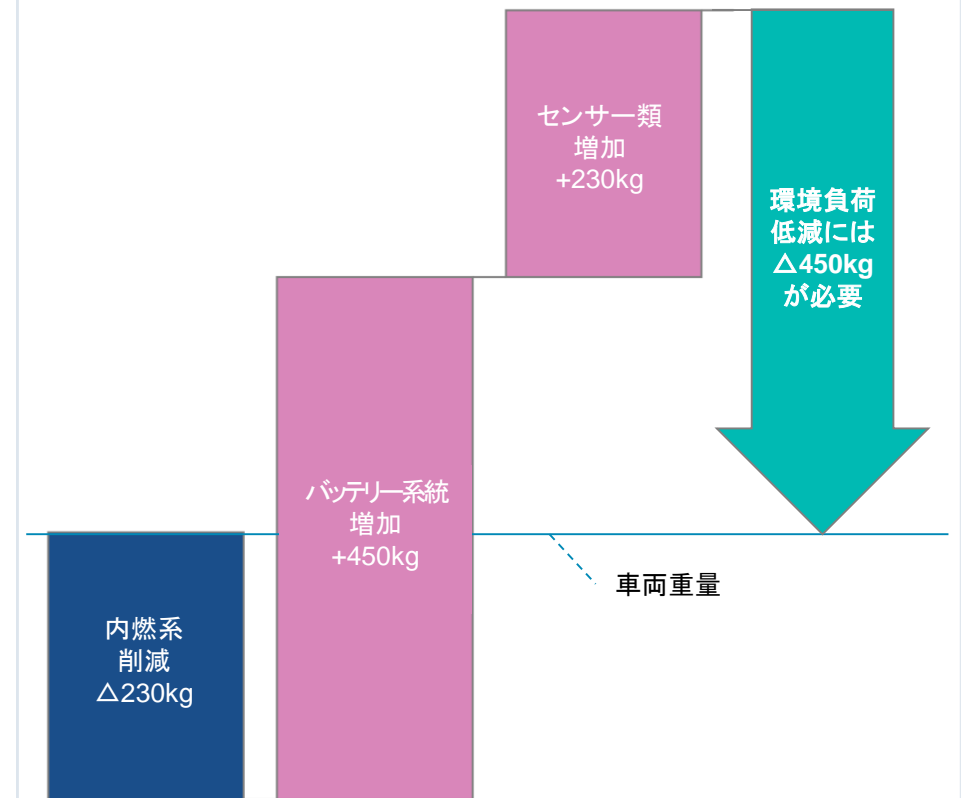 センサー類
増加
+230kg
環境負荷
低減には
△450kg
が必要
バッテリー系統
増加
+450kg
車両重量
内燃系
削減
△230kg